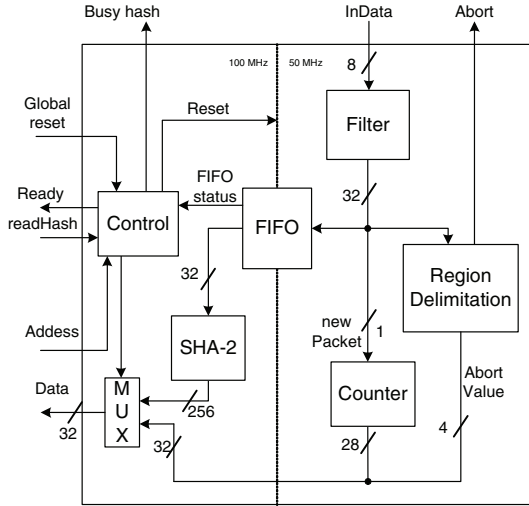 Busy hash
InData
Abort
100 MHz
50 MHz
8
Global
reset
Reset
Filter
FIFO
status
32
Ready
readHash
Control
FIFO
32
Region
Delimitation
new
Packet
1
Addess
SHA-2
Counter
Abort
Value
Data
32
MUX
256
32
28
4